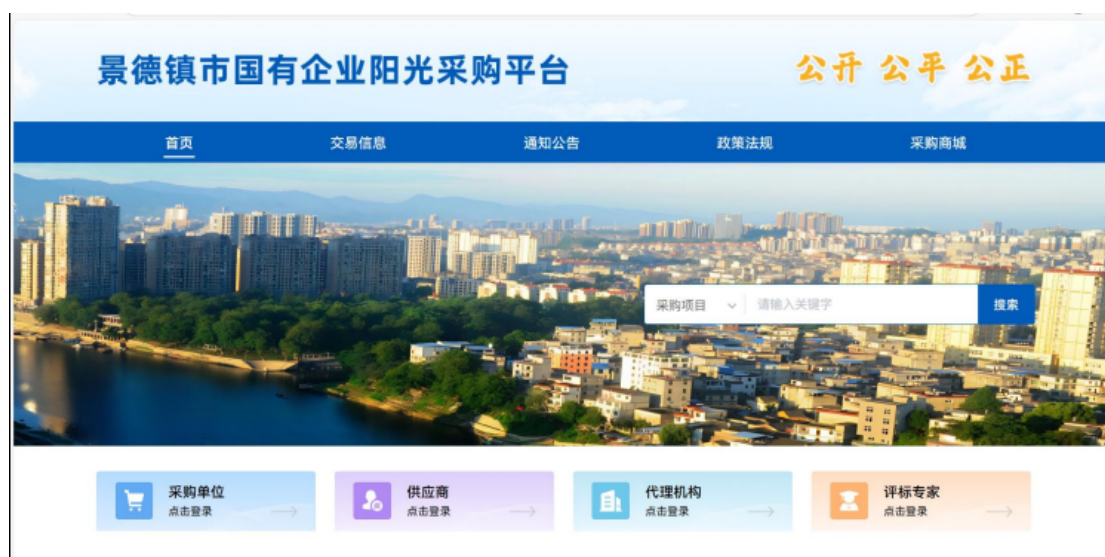 景德镇市国有企业阳光采购平台
公开 公平 公正
首页 交易信息 通知公告 政策法规 采购商城
采购项目 请输入关键字 搜索
采购单位
点击登录
供应商
点击登录
代理机构
点击登录
评标专家
点击登录